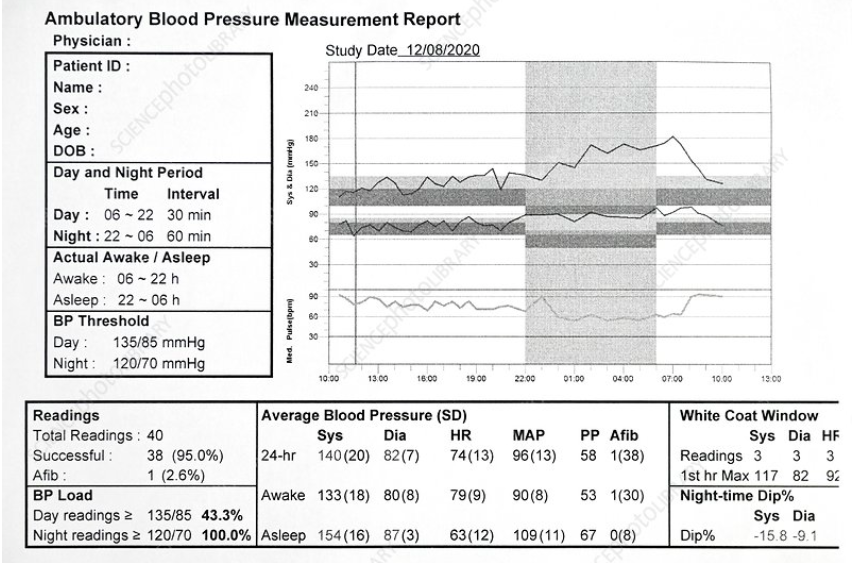 Ambulatory Blood Pressure Measurement Report
Physician :
Patient ID :
Name :
Sex :
Age :
DOB :
Day and Night Period
Time Interval
Day : 06 ~ 22 30 min
Night : 22 ~ 06 60 min
Actual Awake / Asleep
Awake : 06 ~ 22 h
Asleep : 22 ~ 06 h
BP Threshold
Day : 135/85 mmHg
Night : 120/70 mmHg
Study Date 12/08/2020
Sys & Dia (mmHg)
240
210
180
150
120
90
60
30
Med. Pulse(bpm)
90
60
30
10:00 13:00 16:00 19:00 22:00 01:00 04:00 07:00 10:00 13:00
Readings
Total Readings : 40
Successful : 38 (95.0%)
Afib : 1 (2.6%)
BP Load
Day readings ≥ 135/85 43.3%
Night readings ≥ 120/70 100.0%
Average Blood Pressure (SD)
Sys Dia HR MAP PP Afib
24-hr 140(20) 82(7) 74(13) 96(13) 58 1(38)
Awake 133(18) 80(8) 79(9) 90(8) 53 1(30)
Asleep 154(16) 87(3) 63(12) 109(11) 67 0(8)
White Coat Window
Sys Dia HR
Readings 3 3 3
1st hr Max 117 82 92
Night-time Dip%
Sys Dia
Dip% -15.8 -9.1
SCIENCEPHOTOLIBRARY